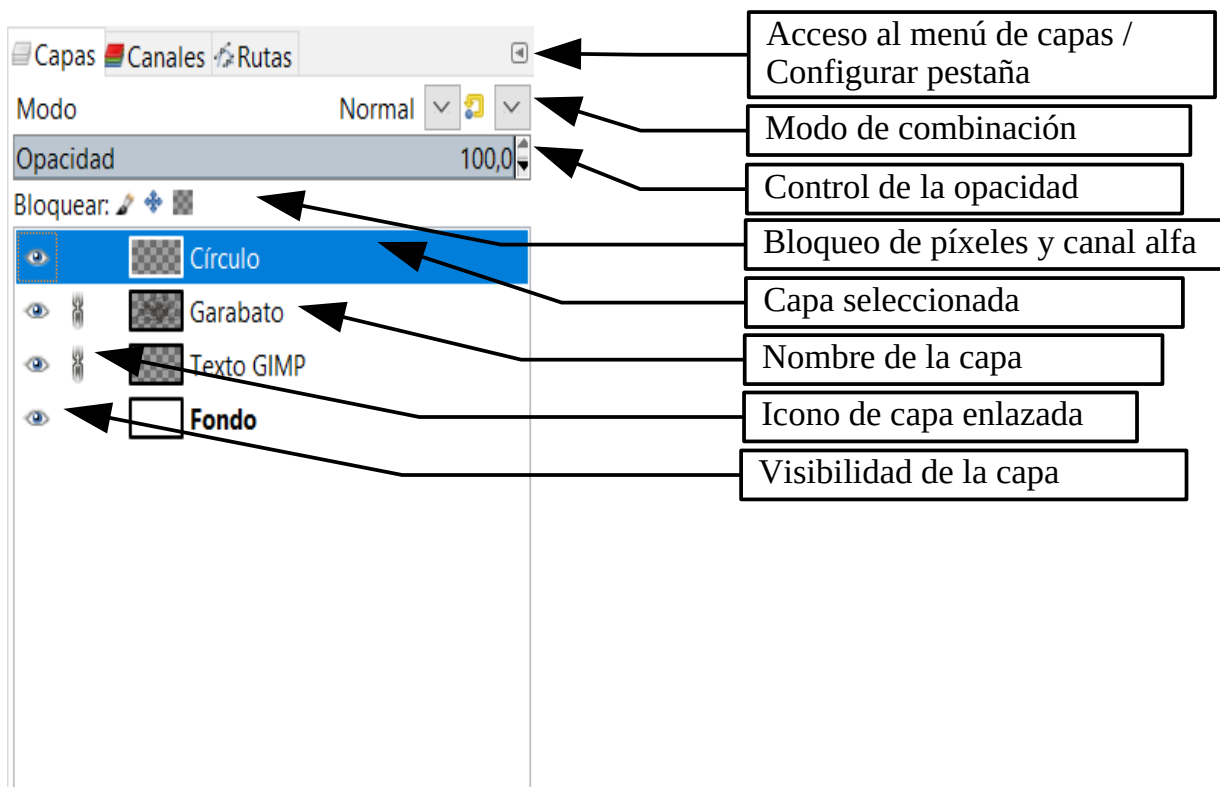 Capas Canales Rutas
Modo Normal
Opacidad 100,0
Bloquear:
Círculo
Garabato
Texto GIMP
Fondo
Acceso al menú de capas /
Configurar pestaña
Modo de combinación
Control de la opacidad
Bloqueo de píxeles y canal alfa
Capa seleccionada
Nombre de la capa
Icono de capa enlazada
Visibilidad de la capa